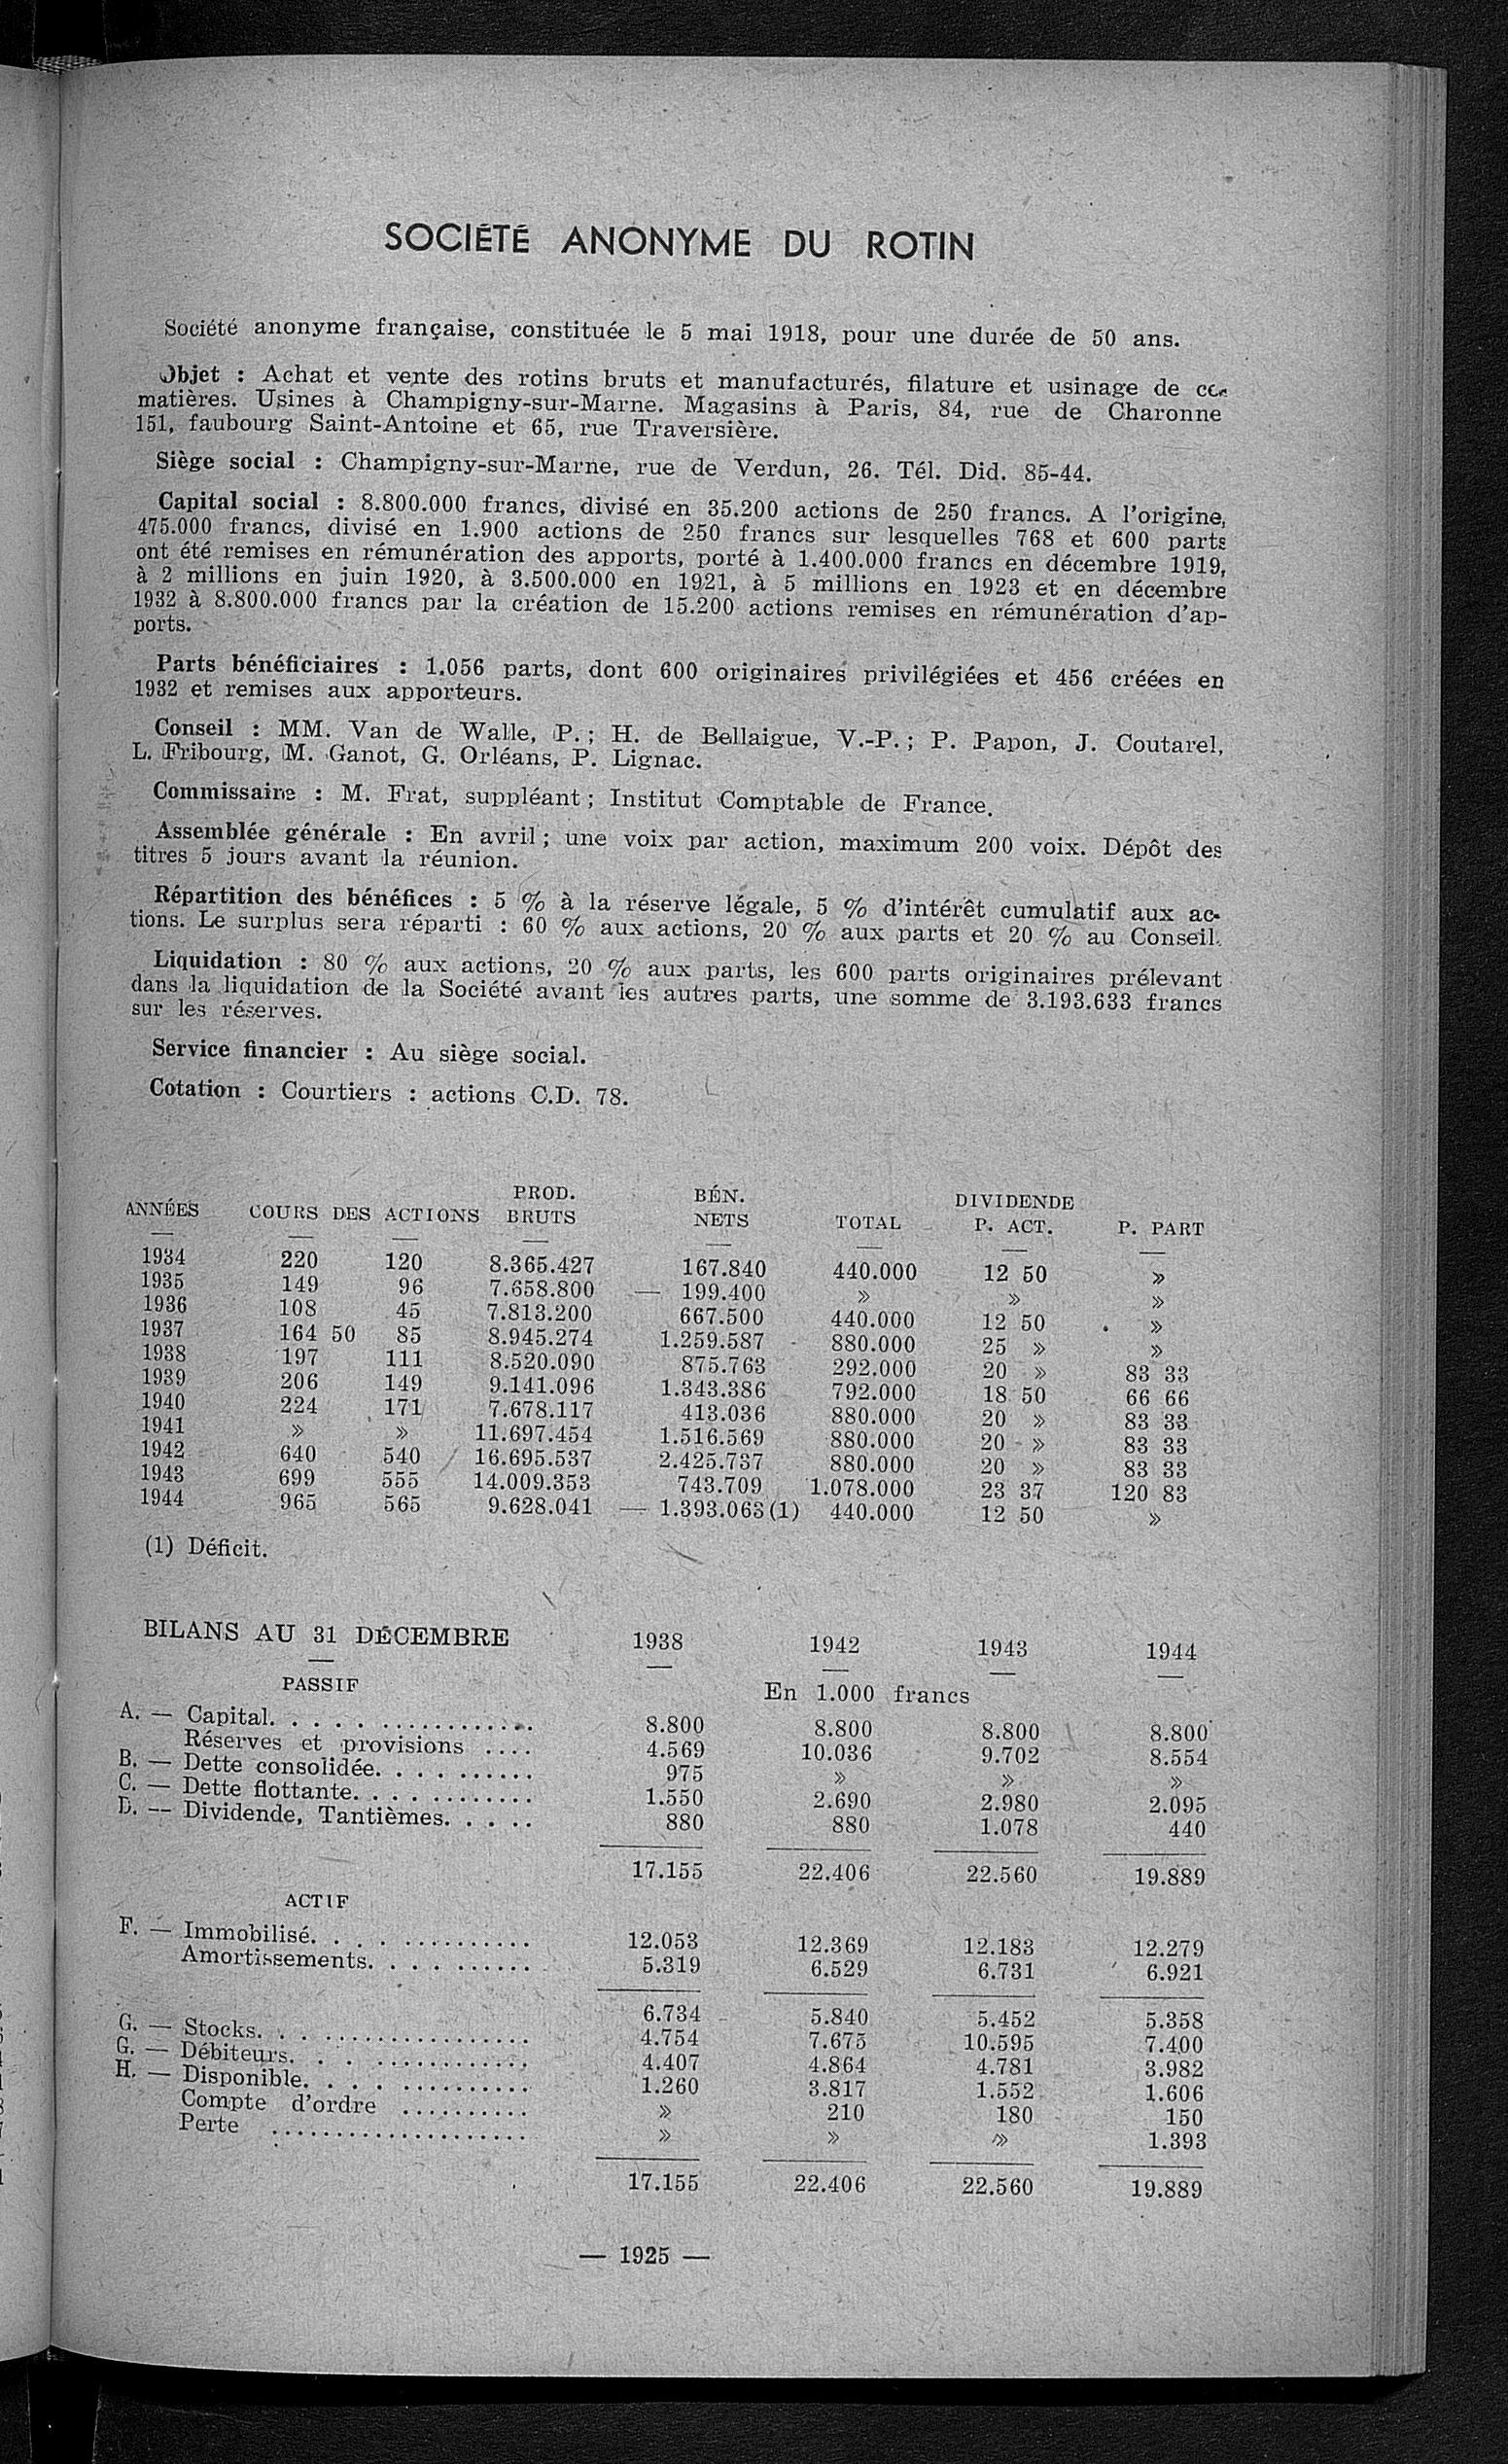 SOCIÉTÉ ANONYME DU ROTIN
Société anonyme française, constituée le 5 mai 1918, pour une durée de 50 ans.
Objet : Achat et vente des rotins bruts et manufacturés, filature et usinage de ces
matières. Usines à Champigny-sur-Marne. Magasins à Paris, 84, rue de Charonne
151, faubourg Saint-Antoine et 65, rue Traversière.
Siège social : Champigny-sur-Marne, rue de Verdun, 26. Tél. Did. 85-44.
Capital social : 8.800.000 francs, divisé en 35.200 actions de 250 francs. A l'origine,
475.000 francs, divisé en 1.900 actions de 250 francs sur lesquelles 768 et 600 parts
ont été remises en rémunération des apports, porté à 1.400.000 francs en décembre 1919,
à 2 millions en juin 1920, à 3.500.000 en 1921, à 5 millions en 1923 et en décembre
1932 à 8.800.000 francs par la création de 15.200 actions remises en rémunération d'ap-
ports.
Parts bénéficiaires : 1.056 parts, dont 600 originaires privilégiées et 456 créées en
1932 et remises aux apporteurs.
Conseil : MM. Van de Walle, P.; H. de Bellaigue, V.-P.; P. Papon, J. Coutarel,
L. Fribourg, M. Ganot, G. Orléans, P. Lignac.
Commissaire : M. Frat, suppléant; Institut Comptable de France.
Assemblée générale : En avril; une voix par action, maximum 200 voix. Dépôt des
titres 5 jours avant la réunion.
Répartition des bénéfices : 5 % à la réserve légale, 5 % d'intérêt cumulatif aux ac-
tions. Le surplus sera réparti : 60 % aux actions, 20 % aux parts et 20 % au Conseil.
Liquidation : 80 % aux actions, 20 % aux parts, les 600 parts originaires prélevant
dans la liquidation de la Société avant les autres parts, une somme de 3.193.633 francs
sur les réserves.
Service financier : Au siège social.
Cotation : Courtiers : actions C.D. 78.
PROD. BÉN. DIVIDENDE
ANNÉES COURS DES ACTIONS BRUTS NETS TOTAL P. ACT. P. PART
1934 220 120 8.365.427 167.840 440.000 12 50 »
1935 149 96 7.658.800 — 199.400 » » »
1936 108 45 7.813.200 667.500 440.000 12 50 »
1937 164 50 85 8.945.274 1.259.587 880.000 25 » »
1938 197 111 8.520.090 875.763 292.000 20 » 83 33
1939 206 149 9.141.096 1.343.386 792.000 18 50 66 66
1940 224 171 7.678.117 413.036 880.000 20 » 83 33
1941 » » 11.697.454 1.516.569 880.000 20 » 83 33
1942 640 540 16.695.537 2.425.737 880.000 20 » 83 33
1943 699 555 14.009.353 743.709 1.078.000 23 37 120 83
1944 965 565 9.628.041 — 1.393.063(1) 440.000 12 50 »
(1) Déficit.
BILANS AU 31 DÉCEMBRE 1938 1942 1943 1944
PASSIF
En 1.000 francs
A. — Capital. . . . . . . . . . . . . . . . 8.800 8.800 8.800 8.800
Réserves et provisions .... 4.569 10.036 9.702 8.554
B. — Dette consolidée. . . . . . . . . . 975 » » »
C. — Dette flottante. . . . . . . . . . . . 1.550 2.690 2.980 2.095
D. — Dividende, Tantièmes. . . . . 880 880 1.078 440
17.155 22.406 22.560 19.889
ACTIF
F. — Immobilisé. . . . . . . . . . . . . . 12.053 12.369 12.183 12.279
Amortissements. . . . . . . . . . 5.319 6.529 6.731 6.921
6.734 5.840 5.452 5.358
G. — Stocks. . . . . . . . . . . . . . . . . . 4.754 7.675 10.595 7.400
G. — Débiteurs. . . . . . . . . . . . . . . 4.407 4.864 4.781 3.982
H. — Disponible. . . . . . . . . . . . . . 1.260 3.817 1.552 1.606
Compte d'ordre .......... » 210 180 150
Perte .................... » » » 1.393
17.155 22.406 22.560 19.889
— 1925 —